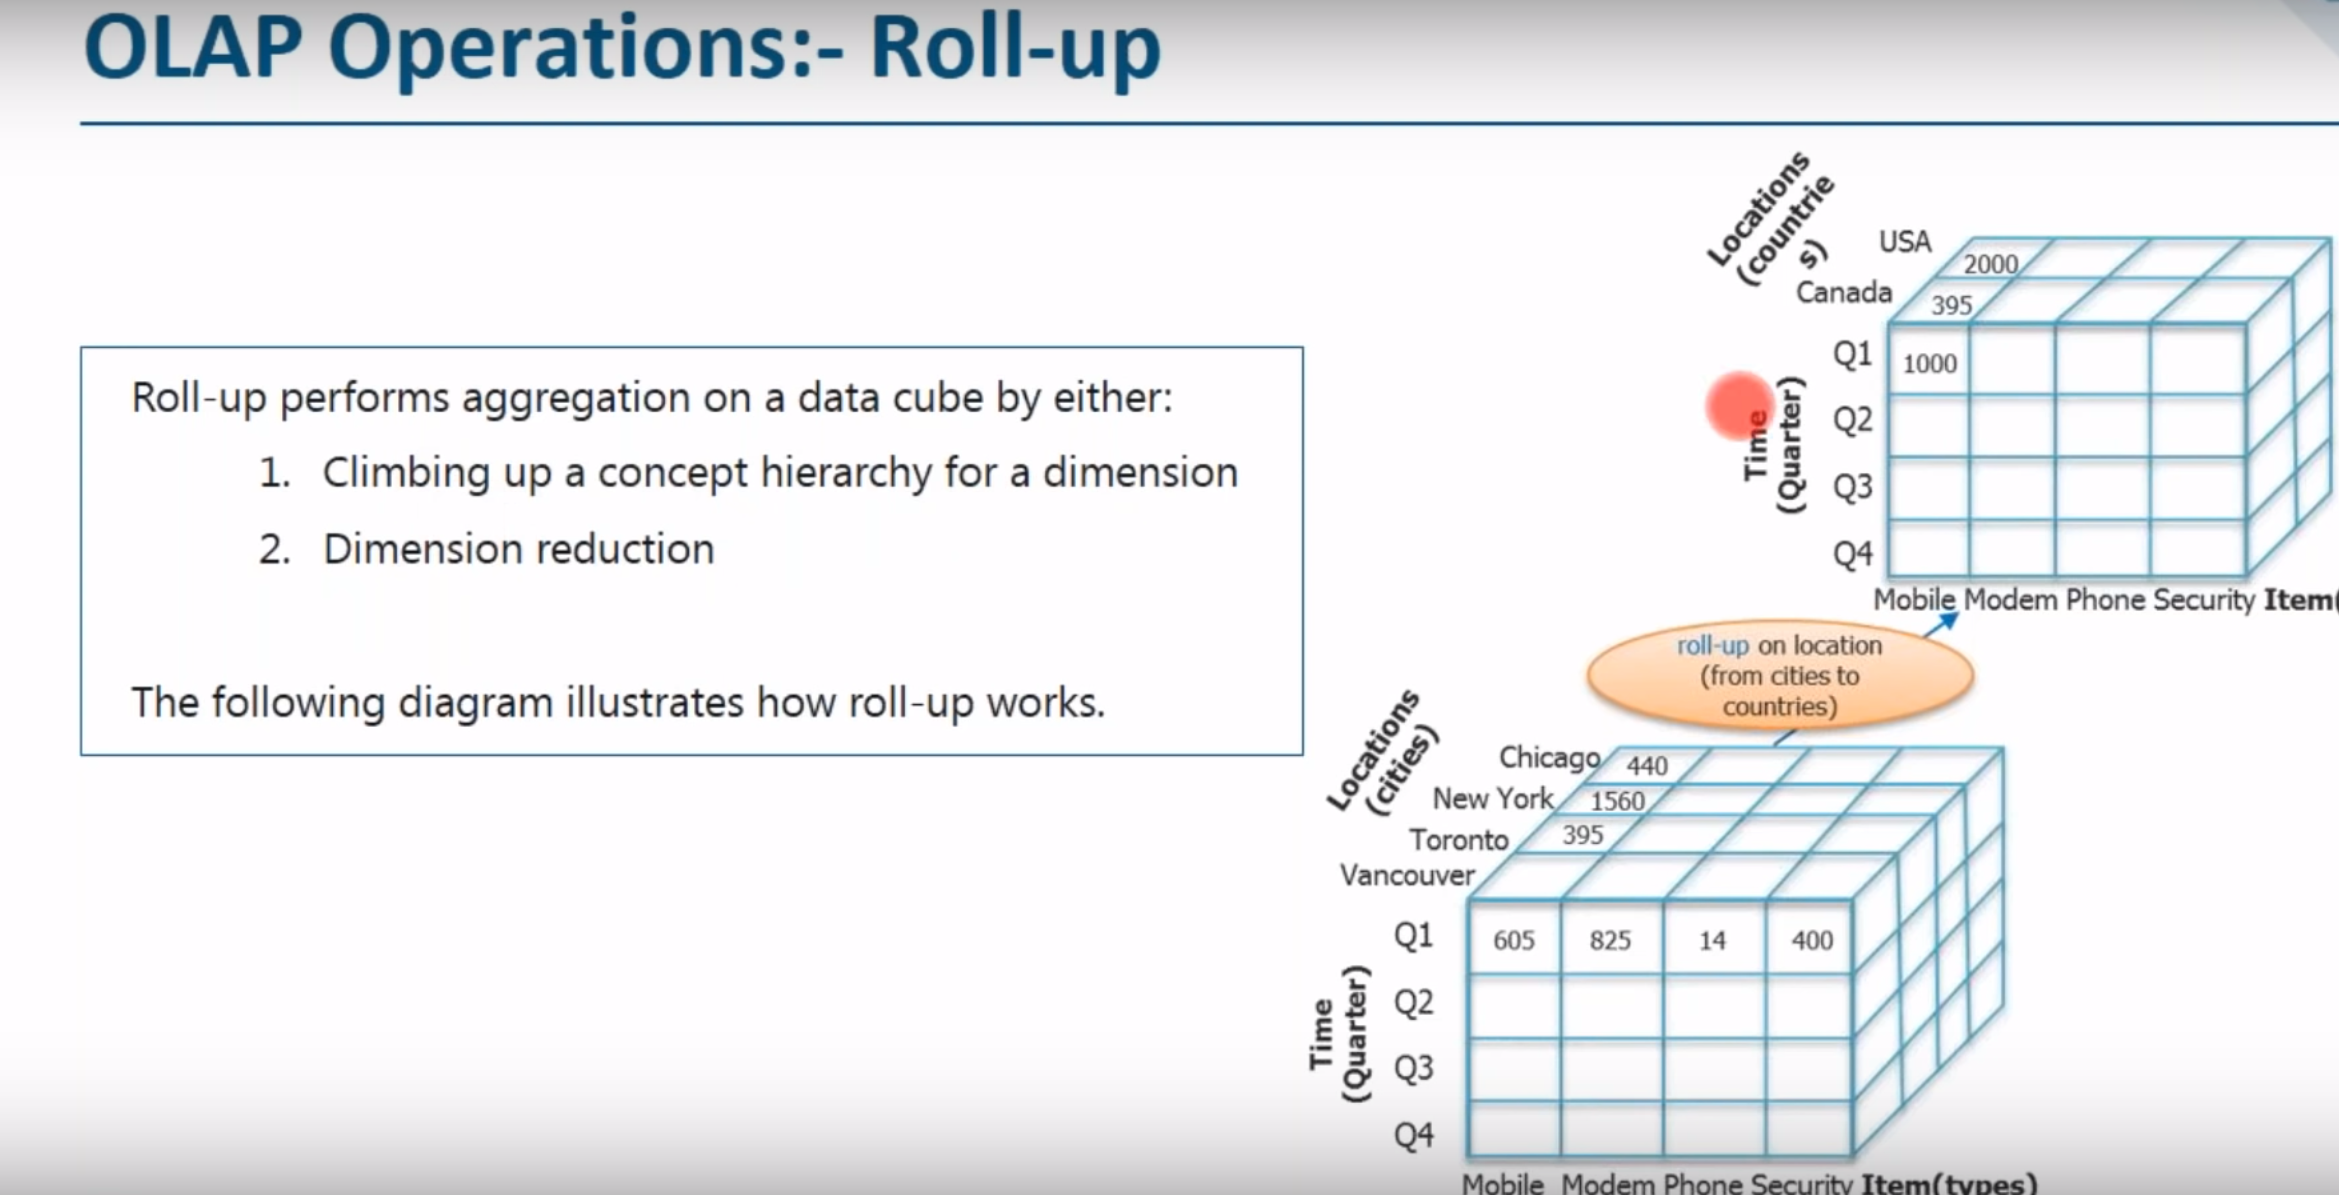 OLAP Operations:- Roll-up
Roll-up performs aggregation on a data cube by either:
1. Climbing up a concept hierarchy for a dimension
2. Dimension reduction
The following diagram illustrates how roll-up works.
Locations
(countrie
s)
USA
2000
Canada
395
Time
(Quarter)
Q1
1000
Q2
Q3
Q4
Mobile Modem Phone Security Item(
roll-up on location
(from cities to
countries)
Locations
(cities)
Chicago
440
New York
1560
Toronto
395
Vancouver
Time
(Quarter)
Q1
605 825 14 400
Q2
Q3
Q4
Mobile Modem Phone Security Item(types)